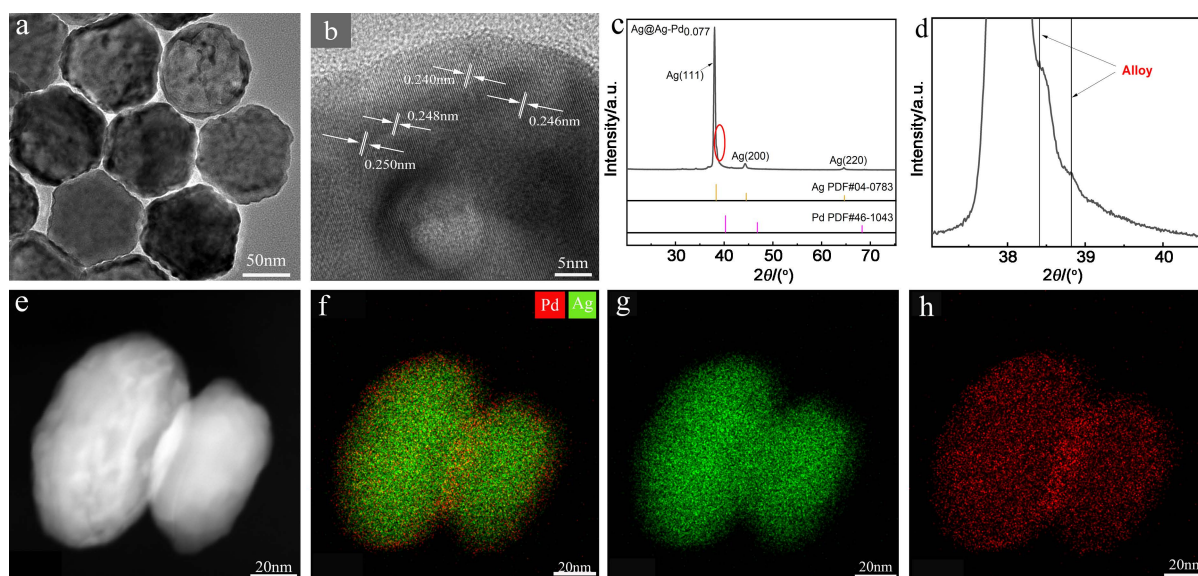 a
50nm
b
0.240nm
0.248nm
0.246nm
0.250nm
5nm
c
Ag@Ag-Pd0.077
Ag(111)
Ag(200)
Ag(220)
Ag PDF#04-0783
Pd PDF#46-1043
Intensity/a.u.
30 40 50 60 70
2θ/(°)
d
Alloy
Intensity/a.u.
38 39 40
2θ/(°)
e
20nm
f
Pd Ag
20nm
g
20nm
h
20nm